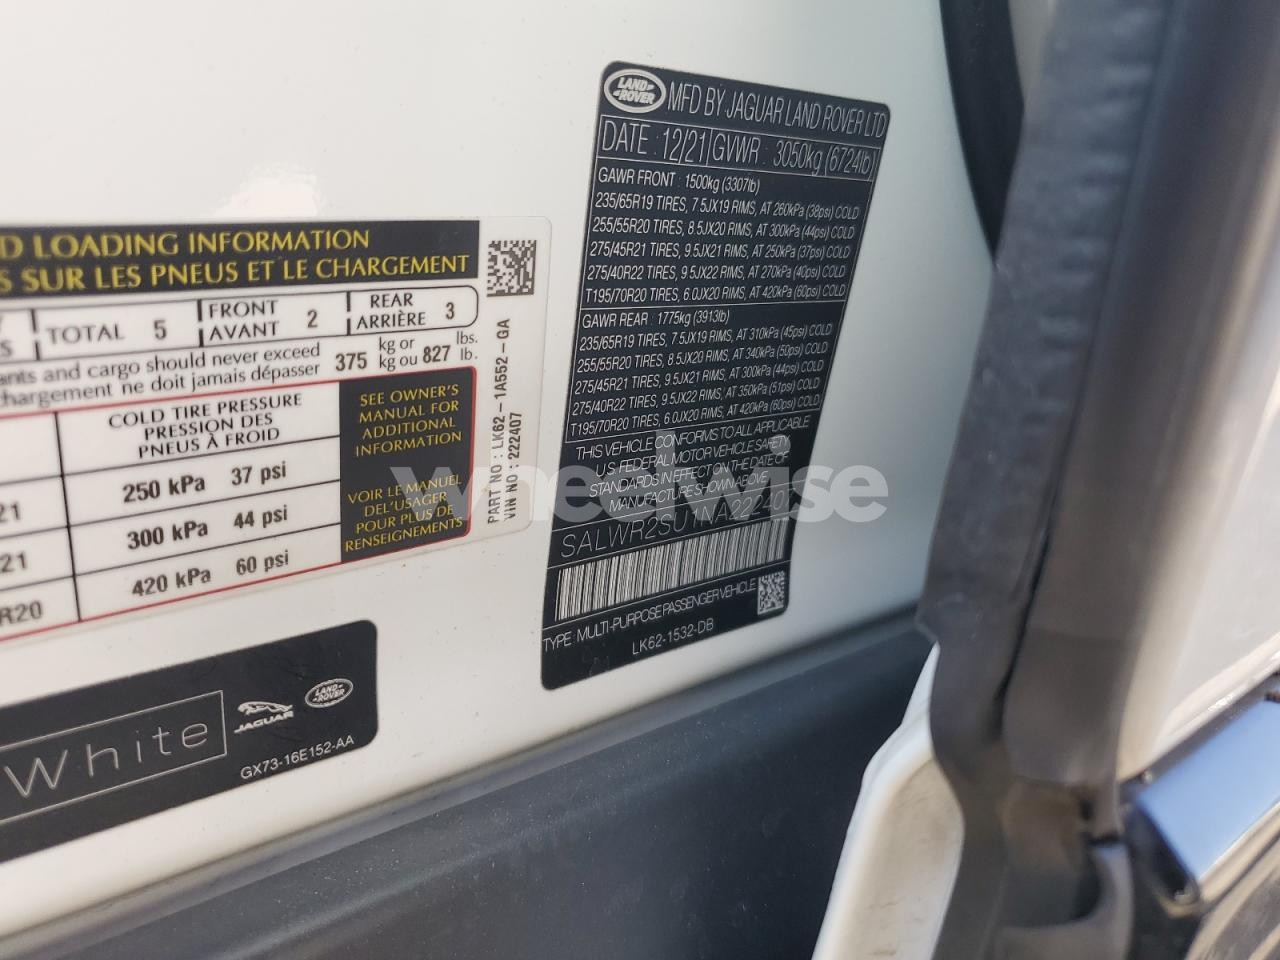 D LOADING INFORMATION
S SUR LES PNEUS ET LE CHARGEMENT
TOTAL 5
FRONT
AVANT 2
REAR
ARRIÈRE 3
ants and cargo should never exceed
chargement ne doit jamais dépasser
375 kg or
kg ou 827 lbs.
lb.
COLD TIRE PRESSURE
PRESSION DES
PNEUS À FROID
21 250 kPa 37 psi
21 300 kPa 44 psi
R20 420 kPa 60 psi
SEE OWNER'S
MANUAL FOR
ADDITIONAL
INFORMATION
VOIR LE MANUEL
DEL'USAGER
POUR PLUS DE
RENSEIGNEMENTS
PART NO : LK62-1A552-GA
VIN NO : 222407
White
JAGUAR
LAND ROVER
GX73-16E152-AA
LAND
ROVER
MFD BY JAGUAR LAND ROVER LTD
DATE : 12/21 GVWR : 3050kg (6724lb)
GAWR FRONT : 1500kg (3307lb)
235/65R19 TIRES, 7.5JX19 RIMS, AT 260kPa (38psi) COLD
255/55R20 TIRES, 8.5JX20 RIMS, AT 300kPa (44psi) COLD
275/45R21 TIRES, 9.5JX21 RIMS, AT 250kPa (37psi) COLD
275/40R22 TIRES, 9.5JX22 RIMS, AT 270kPa (40psi) COLD
T195/70R20 TIRES, 6.0JX20 RIMS, AT 420kPa (60psi) COLD
GAWR REAR : 1775kg (3913lb)
235/65R19 TIRES, 7.5JX19 RIMS, AT 310kPa (45psi) COLD
255/55R20 TIRES, 8.5JX20 RIMS, AT 340kPa (50psi) COLD
275/45R21 TIRES, 9.5JX21 RIMS, AT 300kPa (44psi) COLD
275/40R22 TIRES, 9.5JX22 RIMS, AT 350kPa (51psi) COLD
T195/70R20 TIRES, 6.0JX20 RIMS, AT 420kPa (60psi) COLD
THIS VEHICLE CONFORMS TO ALL APPLICABLE
U.S. FEDERAL MOTOR VEHICLE SAFETY
STANDARDS IN EFFECT ON THE DATE OF
MANUFACTURE SHOWN ABOVE
SALWR2SU1NA222407
TYPE: MULTI-PURPOSE PASSENGER VEHICLE
LK62-1532-DB
wheelwise